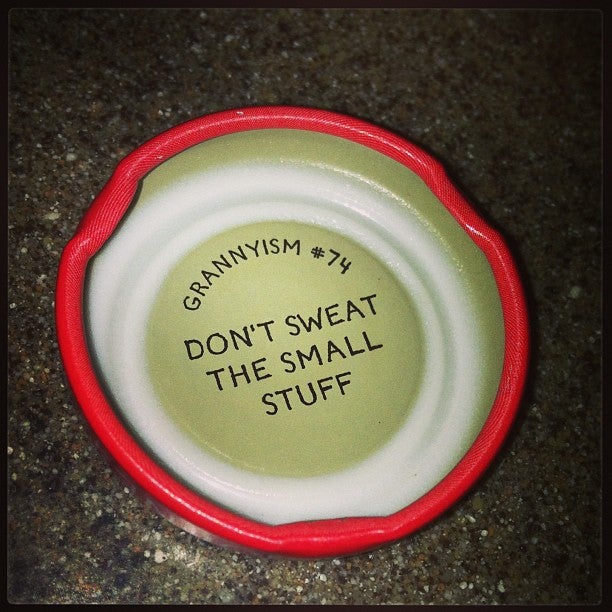 GRANNYISM #74
DON'T SWEAT
THE SMALL
STUFF